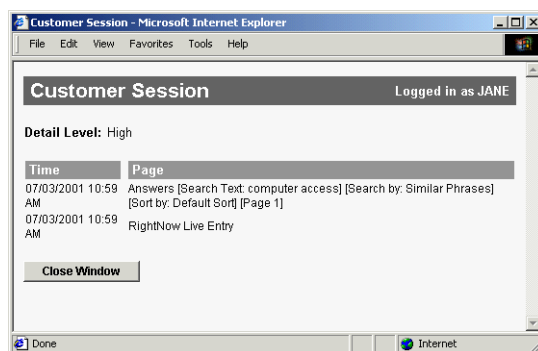 Customer Session - Microsoft Internet Explorer
File Edit View Favorites Tools Help
Customer Session Logged in as JANE
Detail Level: High
Time Page
07/03/2001 10:59 Answers [Search Text: computer access] [Search by: Similar Phrases]
AM [Sort by: Default Sort] [Page 1]
07/03/2001 10:59 RightNow Live Entry
AM
Close Window
Done Internet